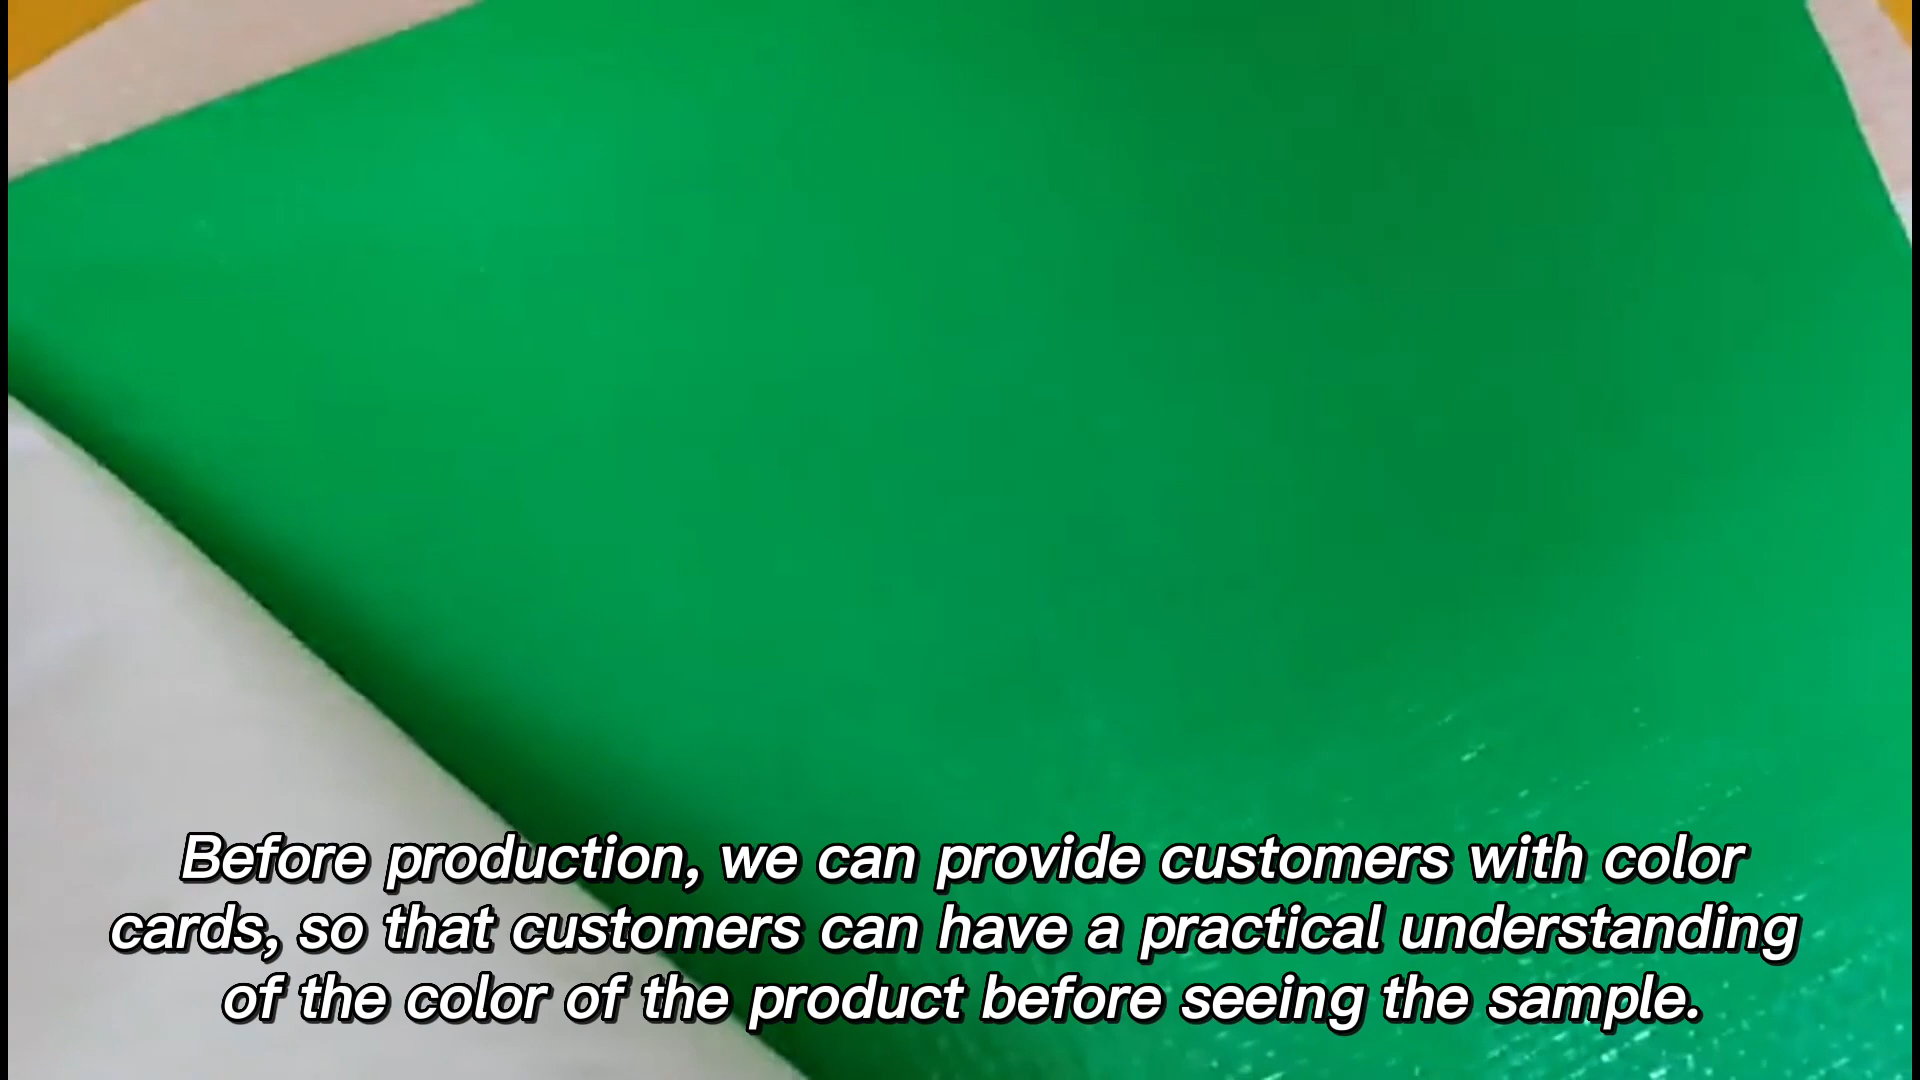 Before production, we can provide customers with color
cards, so that customers can have a practical understanding
of the color of the product before seeing the sample.